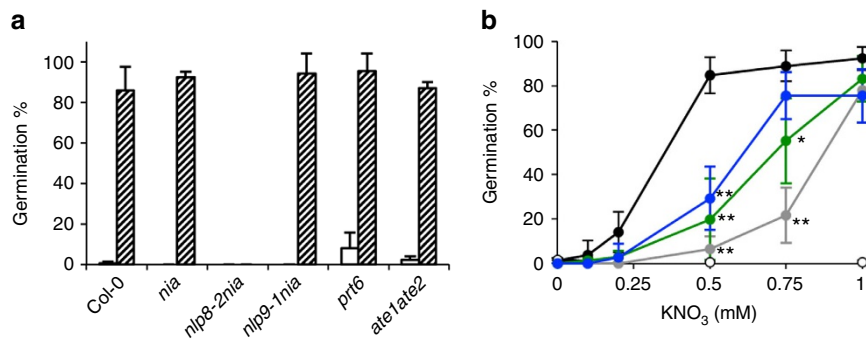 a
Germination %
100
80
60
40
20
0
Col-0
nia
nlp8-2nia
nlp9-1nia
prt6
ate1ate2
b
Germination %
100
80
60
40
20
0
**
**
**
*
**
0
0.25
0.5
0.75
1
KNO₃ (mM)